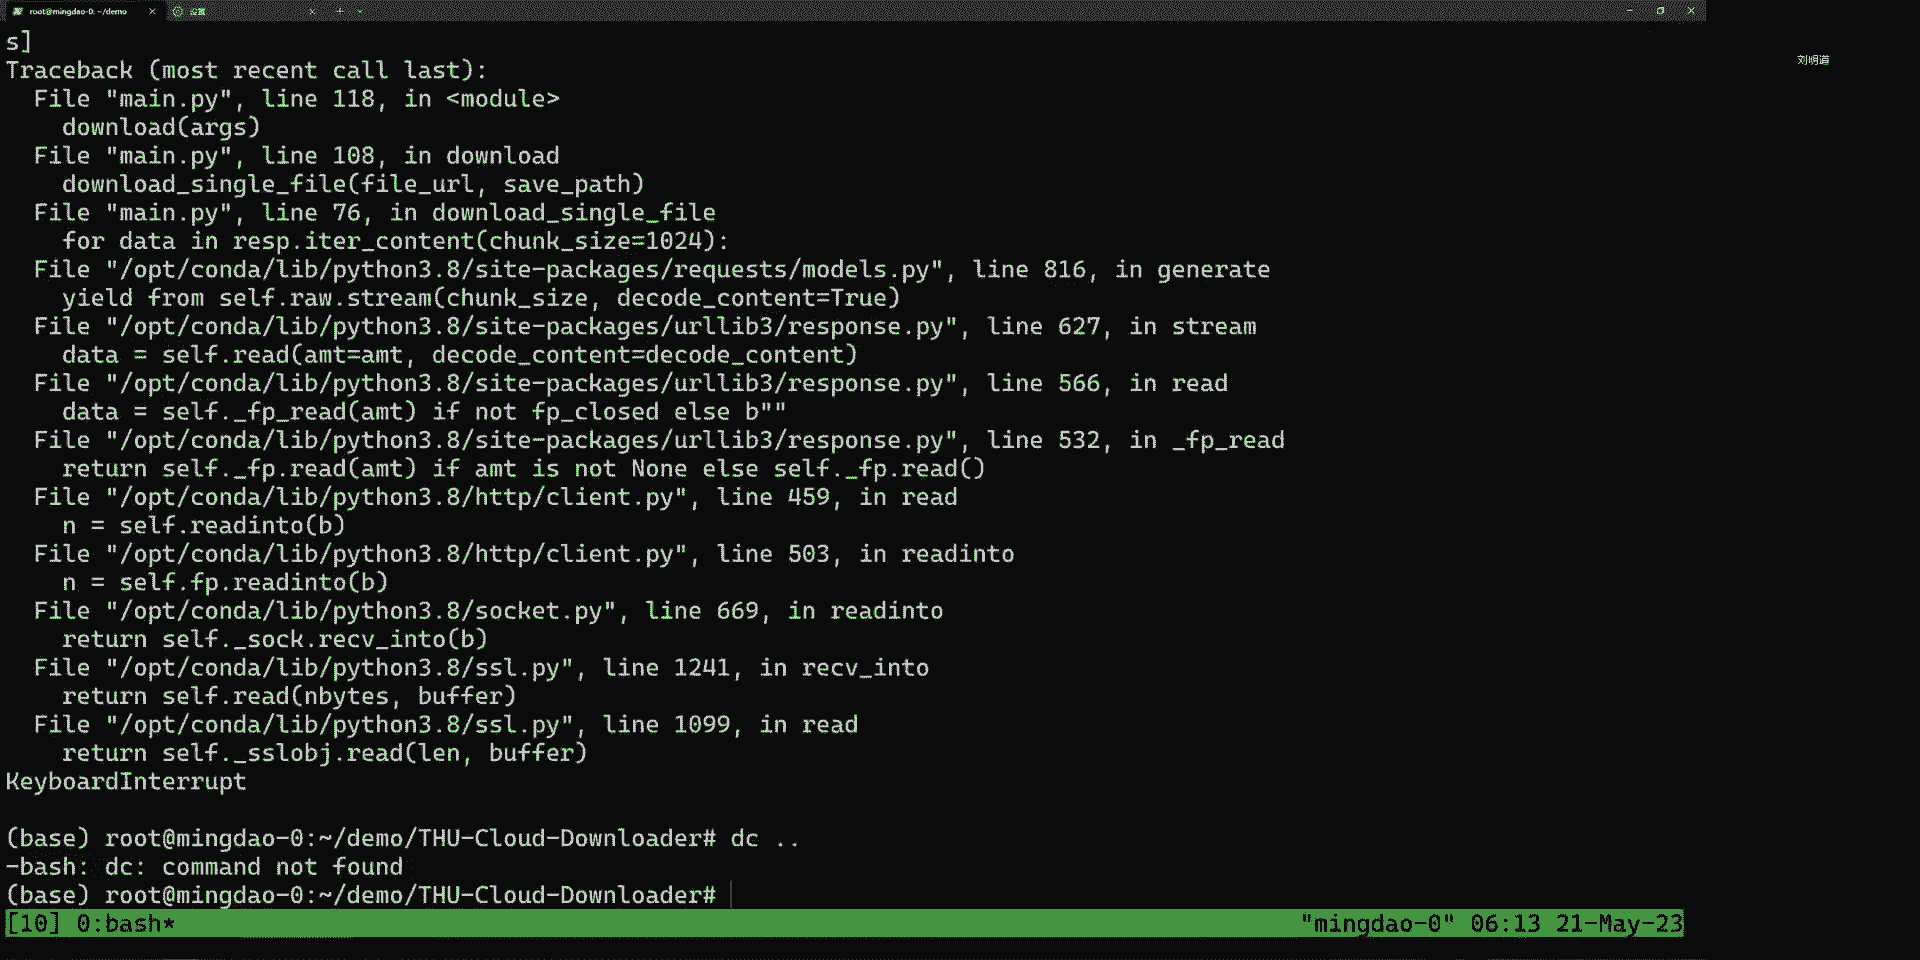 root@mingdao-0: ~/demo
设置
s]
刘明道
Traceback (most recent call last):
  File "main.py", line 118, in <module>
    download(args)
  File "main.py", line 108, in download
    download_single_file(file_url, save_path)
  File "main.py", line 76, in download_single_file
    for data in resp.iter_content(chunk_size=1024):
  File "/opt/conda/lib/python3.8/site-packages/requests/models.py", line 816, in generate
    yield from self.raw.stream(chunk_size, decode_content=True)
  File "/opt/conda/lib/python3.8/site-packages/urllib3/response.py", line 627, in stream
    data = self.read(amt=amt, decode_content=decode_content)
  File "/opt/conda/lib/python3.8/site-packages/urllib3/response.py", line 566, in read
    data = self._fp_read(amt) if not fp_closed else b""
  File "/opt/conda/lib/python3.8/site-packages/urllib3/response.py", line 532, in _fp_read
    return self._fp.read(amt) if amt is not None else self._fp.read()
  File "/opt/conda/lib/python3.8/http/client.py", line 459, in read
    n = self.readinto(b)
  File "/opt/conda/lib/python3.8/http/client.py", line 503, in readinto
    n = self.fp.readinto(b)
  File "/opt/conda/lib/python3.8/socket.py", line 669, in readinto
    return self._sock.recv_into(b)
  File "/opt/conda/lib/python3.8/ssl.py", line 1241, in recv_into
    return self.read(nbytes, buffer)
  File "/opt/conda/lib/python3.8/ssl.py", line 1099, in read
    return self._sslobj.read(len, buffer)
KeyboardInterrupt
(base) root@mingdao-0:~/demo/THU-Cloud-Downloader# dc ..
-bash: dc: command not found
(base) root@mingdao-0:~/demo/THU-Cloud-Downloader#
[10] 0:bash* "mingdao-0" 06:13 21-May-23